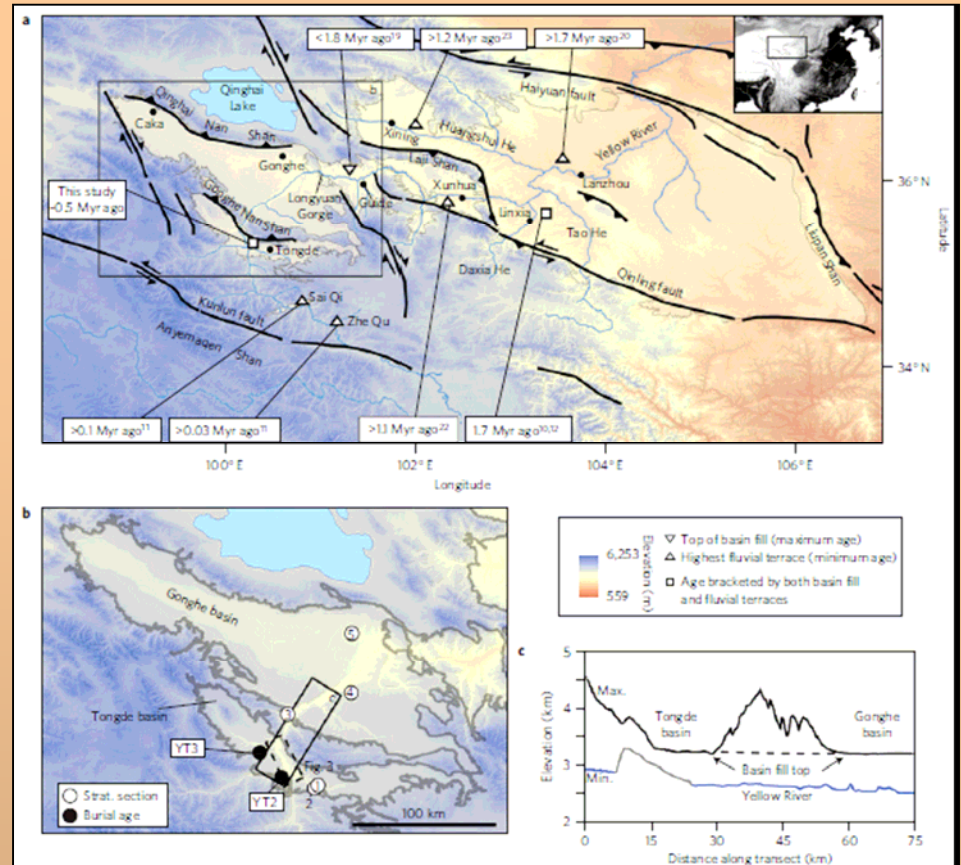 a
<1.8 Myr ago19
>1.2 Myr ago23
>1.7 Myr ago20
Qinghai
Lake
b
Haiyuan fault
Qinghai
Nan
Shan
Caka
Xining
Huangshui He
Yellow River
Laji Shan
Gonghe
Lanzhou
36°N
This study
~0.5 Myr ago
Longyuan
Gorge
Guide
Xunhua
Linxia
Gonghe Nan Shan
Tao He
Liupan Shan
Latitude
Tongde
Daxia He
Qinling fault
Sai Qi
Kunlun fault
Zhe Qu
Anyemaqen Shan
34°N
>0.1 Myr ago11
>0.03 Myr ago11
>1.1 Myr ago22
1.7 Myr ago10,12
100°E
102°E
104°E
106°E
Longitude
b
Gonghe basin
5
4
c
3
Tongde basin
YT3
Fig. 3
1
2
YT2
Strat. section
Burial age
100 km
6,253
559
Elevation (m)
Top of basin fill (maximum age)
Highest fluvial terrace (minimum age)
Age bracketed by both basin fill
and fluvial terraces
c
5
4
3
2
Elevation (km)
Max.
Tongde
basin
Gonghe
basin
Min.
Basin fill top
Yellow River
0
15
30
45
60
75
Distance along transect (km)